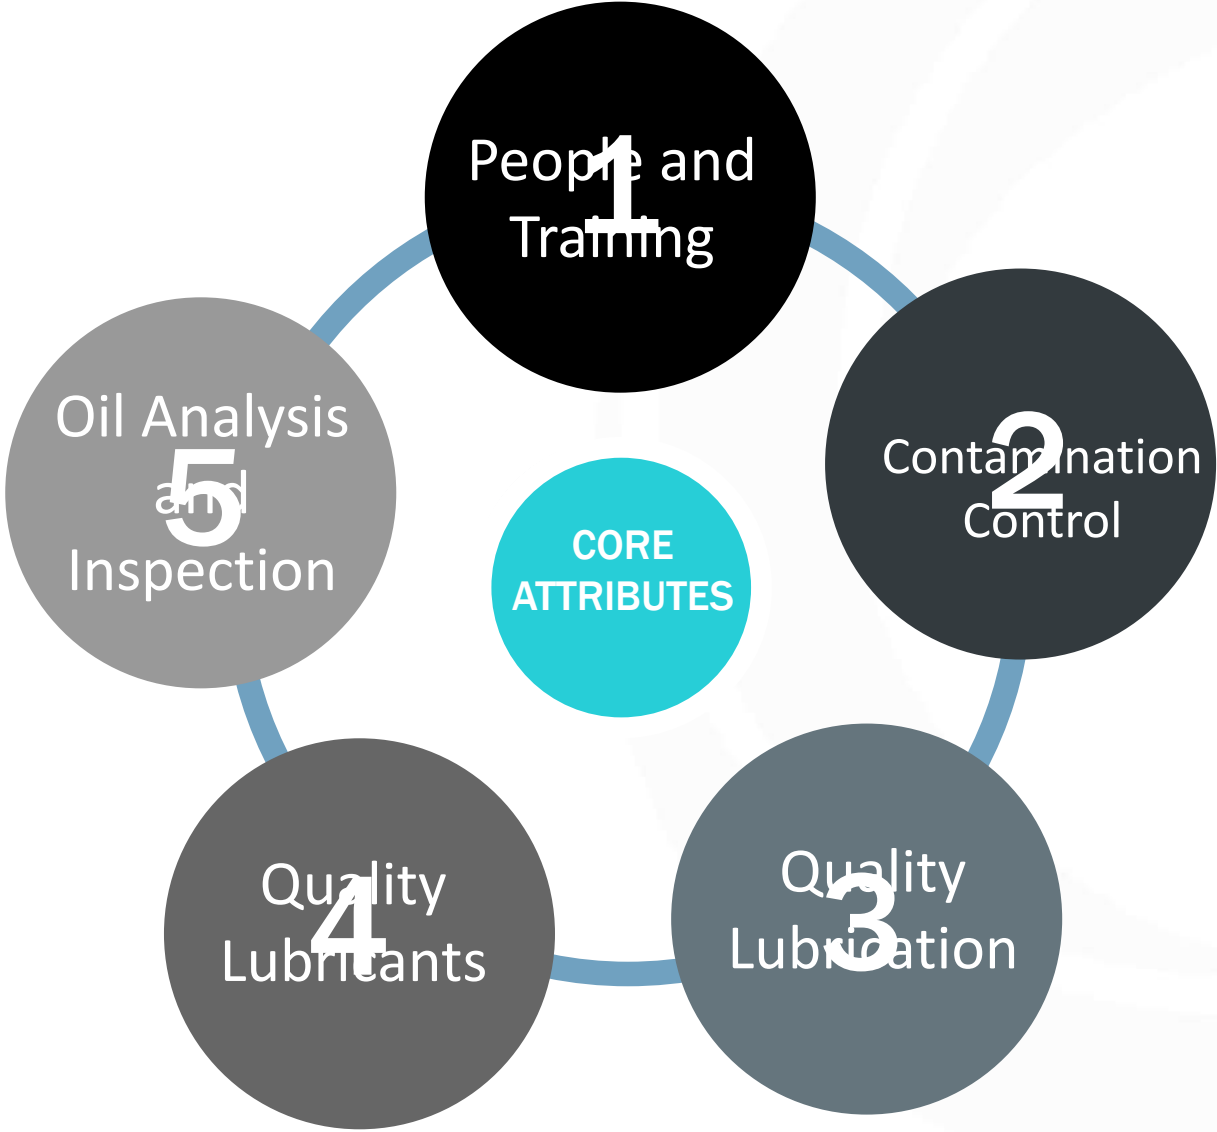 1
People and
Training
2
Contamination
Control
3
Quality
Lubrication
4
Quality
Lubricants
5
Oil Analysis
and
Inspection
CORE
ATTRIBUTES